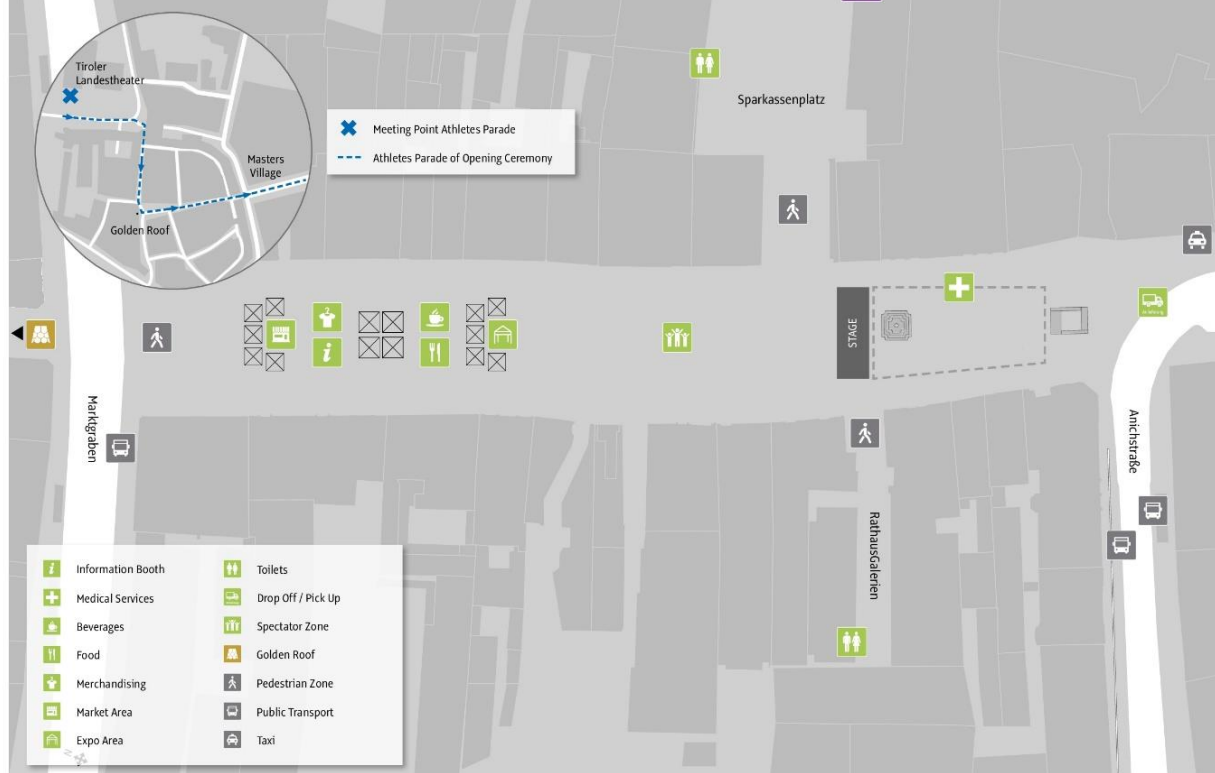 Tiroler
Landestheater
Masters
Village
Golden Roof
Meeting Point Athletes Parade
Athletes Parade of Opening Ceremony
Sparkassenplatz
STAGE
Marktgraben
Anichstraße
RathausGalerien
Information Booth
Medical Services
Beverages
Food
Merchandising
Market Area
Expo Area
Toilets
Drop Off / Pick Up
Spectator Zone
Golden Roof
Pedestrian Zone
Public Transport
Taxi
N